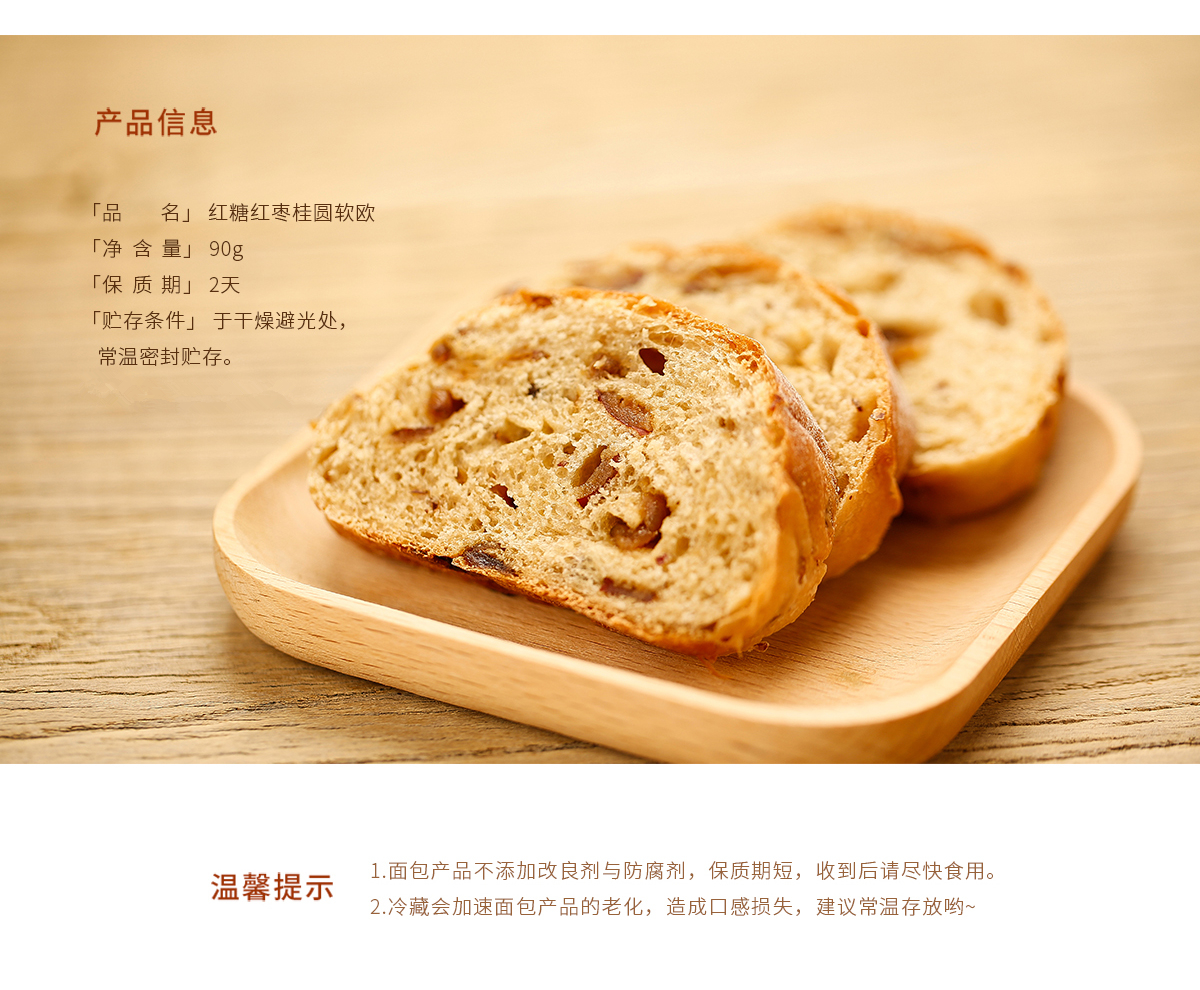 产品信息
「品 名」 红糖红枣桂圆软欧
「净 含 量」 90g
「保 质 期」 2天
「贮存条件」 于干燥避光处，
常温密封贮存。
温馨提示
1.面包产品不添加改良剂与防腐剂，保质期短，收到后请尽快食用。
2.冷藏会加速面包产品的老化，造成口感损失，建议常温存放哟~